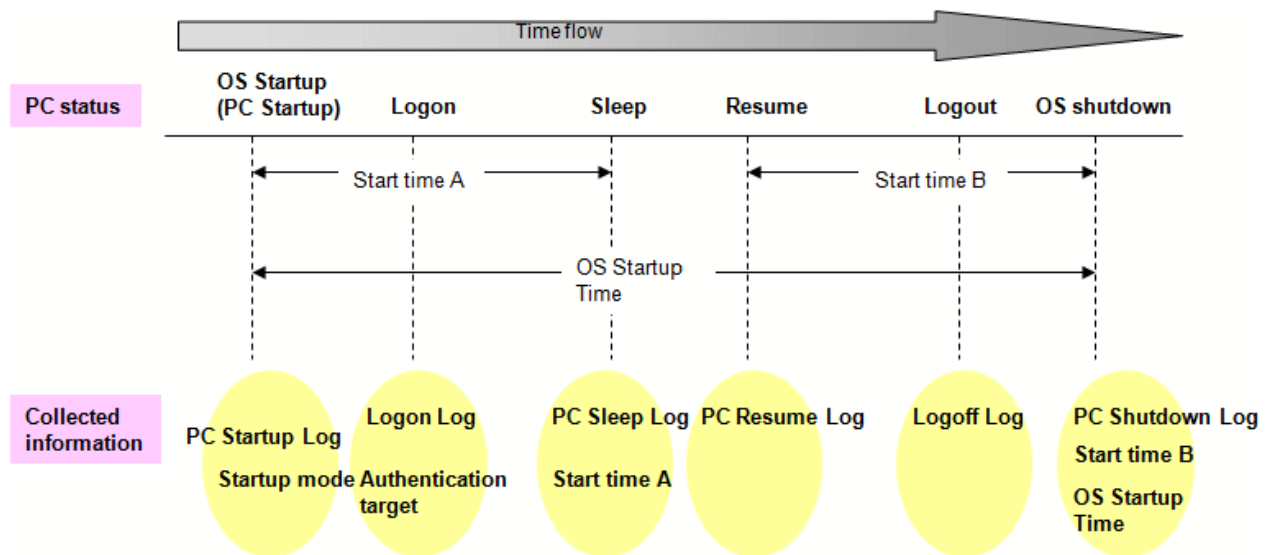 Time flow
PC status
OS Startup
(PC Startup)
Logon
Sleep
Resume
Logout
OS shutdown
Start time A
Start time B
OS Startup
Time
Collected
information
PC Startup Log
Startup mode
Logon Log
Authentication
target
PC Sleep Log
Start time A
PC Resume Log
Logoff Log
PC Shutdown Log
Start time B
OS Startup
Time